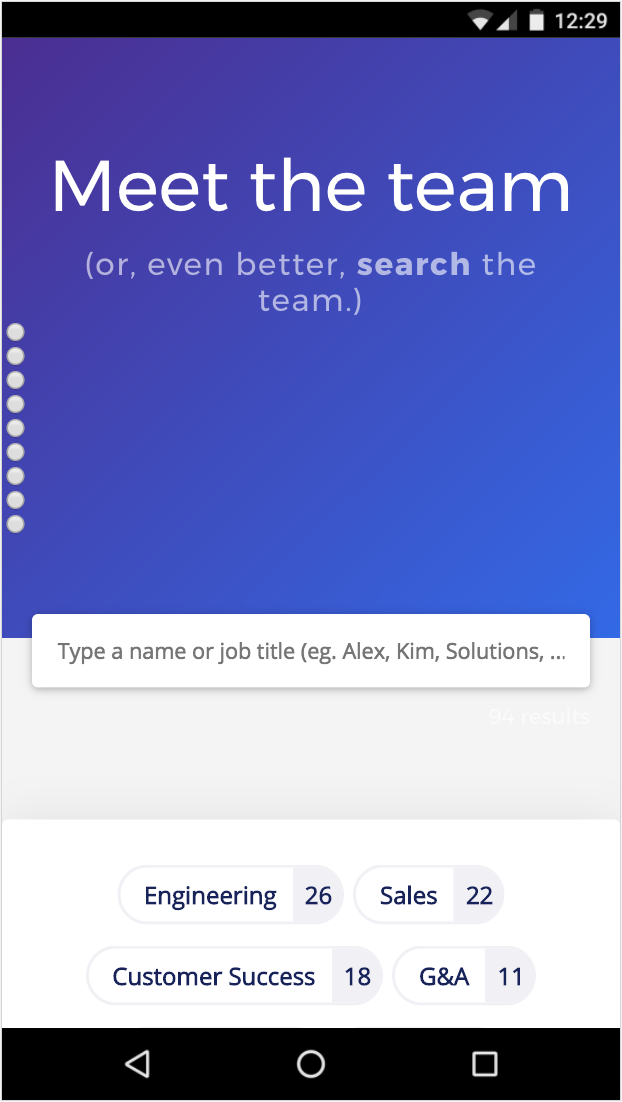 12:29
Meet the team
(or, even better, search the
team.)
Type a name or job title (eg. Alex, Kim, Solutions, ...
94 results
Engineering 26 Sales 22
Customer Success 18 G&A 11